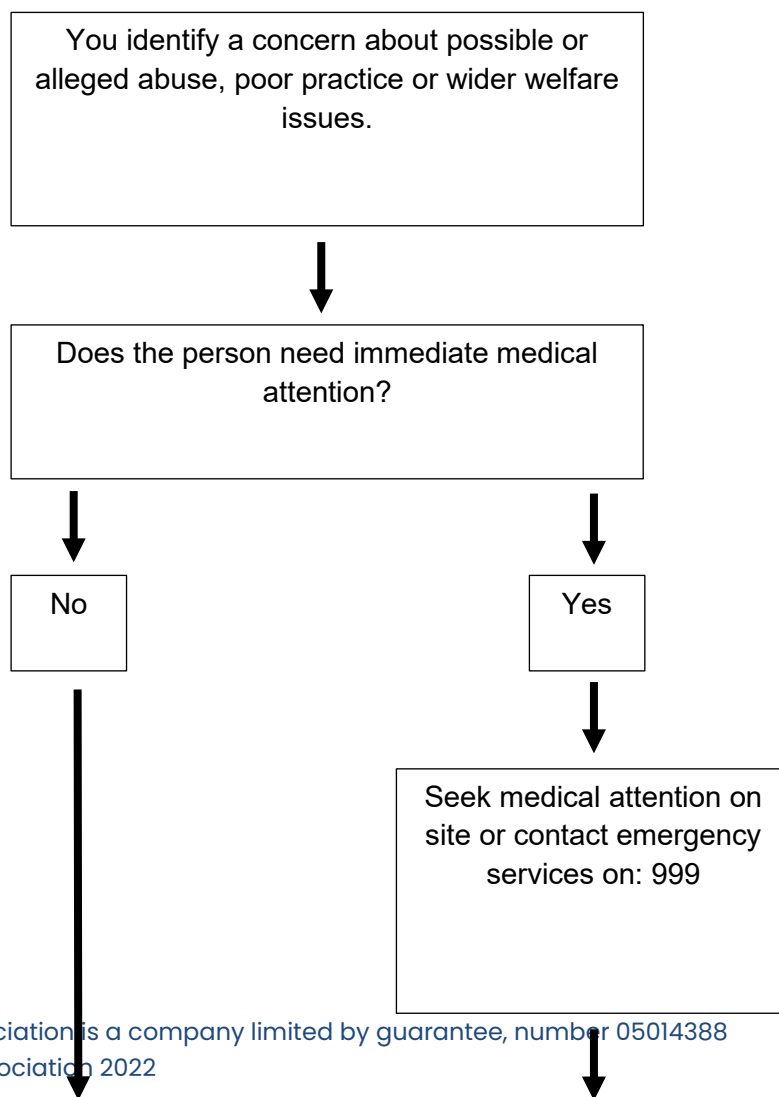 You identify a concern about possible or
alleged abuse, poor practice or wider welfare
issues.
Does the person need immediate medical
attention?
No
Yes
Seek medical attention on
site or contact emergency
services on: 999
is a company limited by guarantee, number 05014388
2022